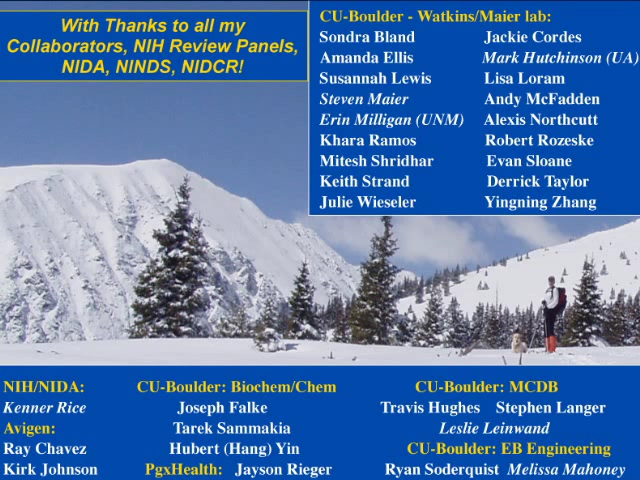 With Thanks to all my
Collaborators, NIH Review Panels,
NIDA, NINDS, NIDCR!
CU-Boulder - Watkins/Maier lab:
Sondra Bland Jackie Cordes
Amanda Ellis Mark Hutchinson (UA)
Susannah Lewis Lisa Loram
Steven Maier Andy McFadden
Erin Milligan (UNM) Alexis Northcutt
Khara Ramos Robert Rozeske
Mitesh Shridhar Evan Sloane
Keith Strand Derrick Taylor
Julie Wieseler Yingning Zhang
NIH/NIDA: CU-Boulder: Biochem/Chem CU-Boulder: MCDB
Kenner Rice Joseph Falke Travis Hughes Stephen Langer
Avigen: Tarek Sammakia Leslie Leinwand
Ray Chavez Hubert (Hang) Yin CU-Boulder: EB Engineering
Kirk Johnson PgxHealth: Jayson Rieger Ryan Soderquist Melissa Mahoney